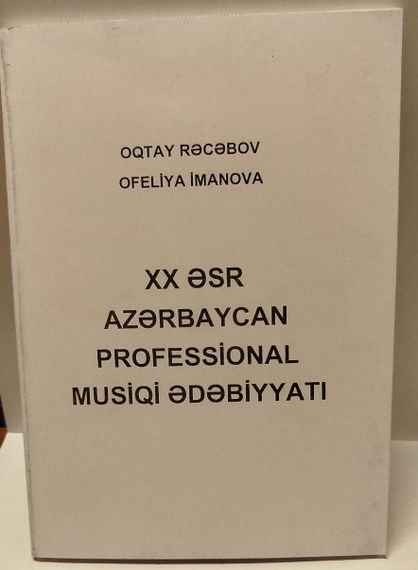 OQTAY RƏCƏBOV
OFELİYA İMANOVA
XX ƏSR
AZƏRBAYCAN
PROFESSİONAL
MUSİQİ ƏDƏBİYYATI